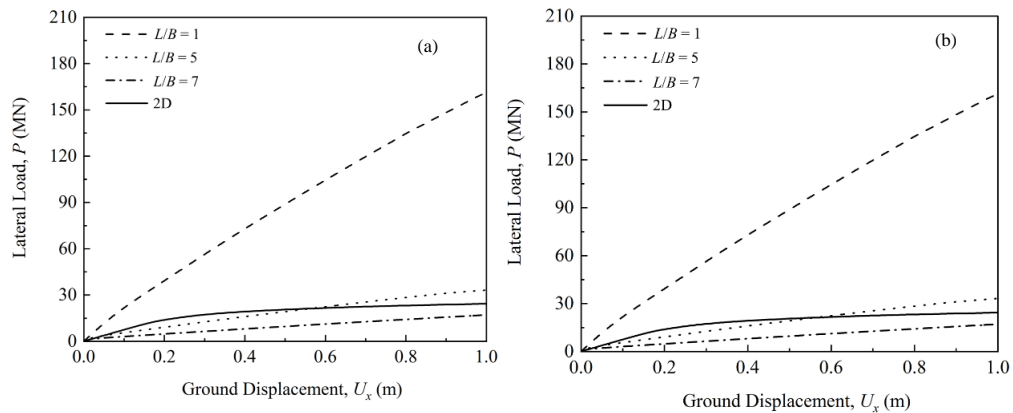 210
180
150
120
90
60
30
0
Lateral Load, P (MN)
L/B = 1
L/B = 5
L/B = 7
2D
(a)
0.0 0.2 0.4 0.6 0.8 1.0
Ground Displacement, Uₓ (m)
210
180
150
120
90
60
30
0
Lateral Load, P (MN)
L/B = 1
L/B = 5
L/B = 7
2D
(b)
0.0 0.2 0.4 0.6 0.8 1.0
Ground Displacement, Uₓ (m)